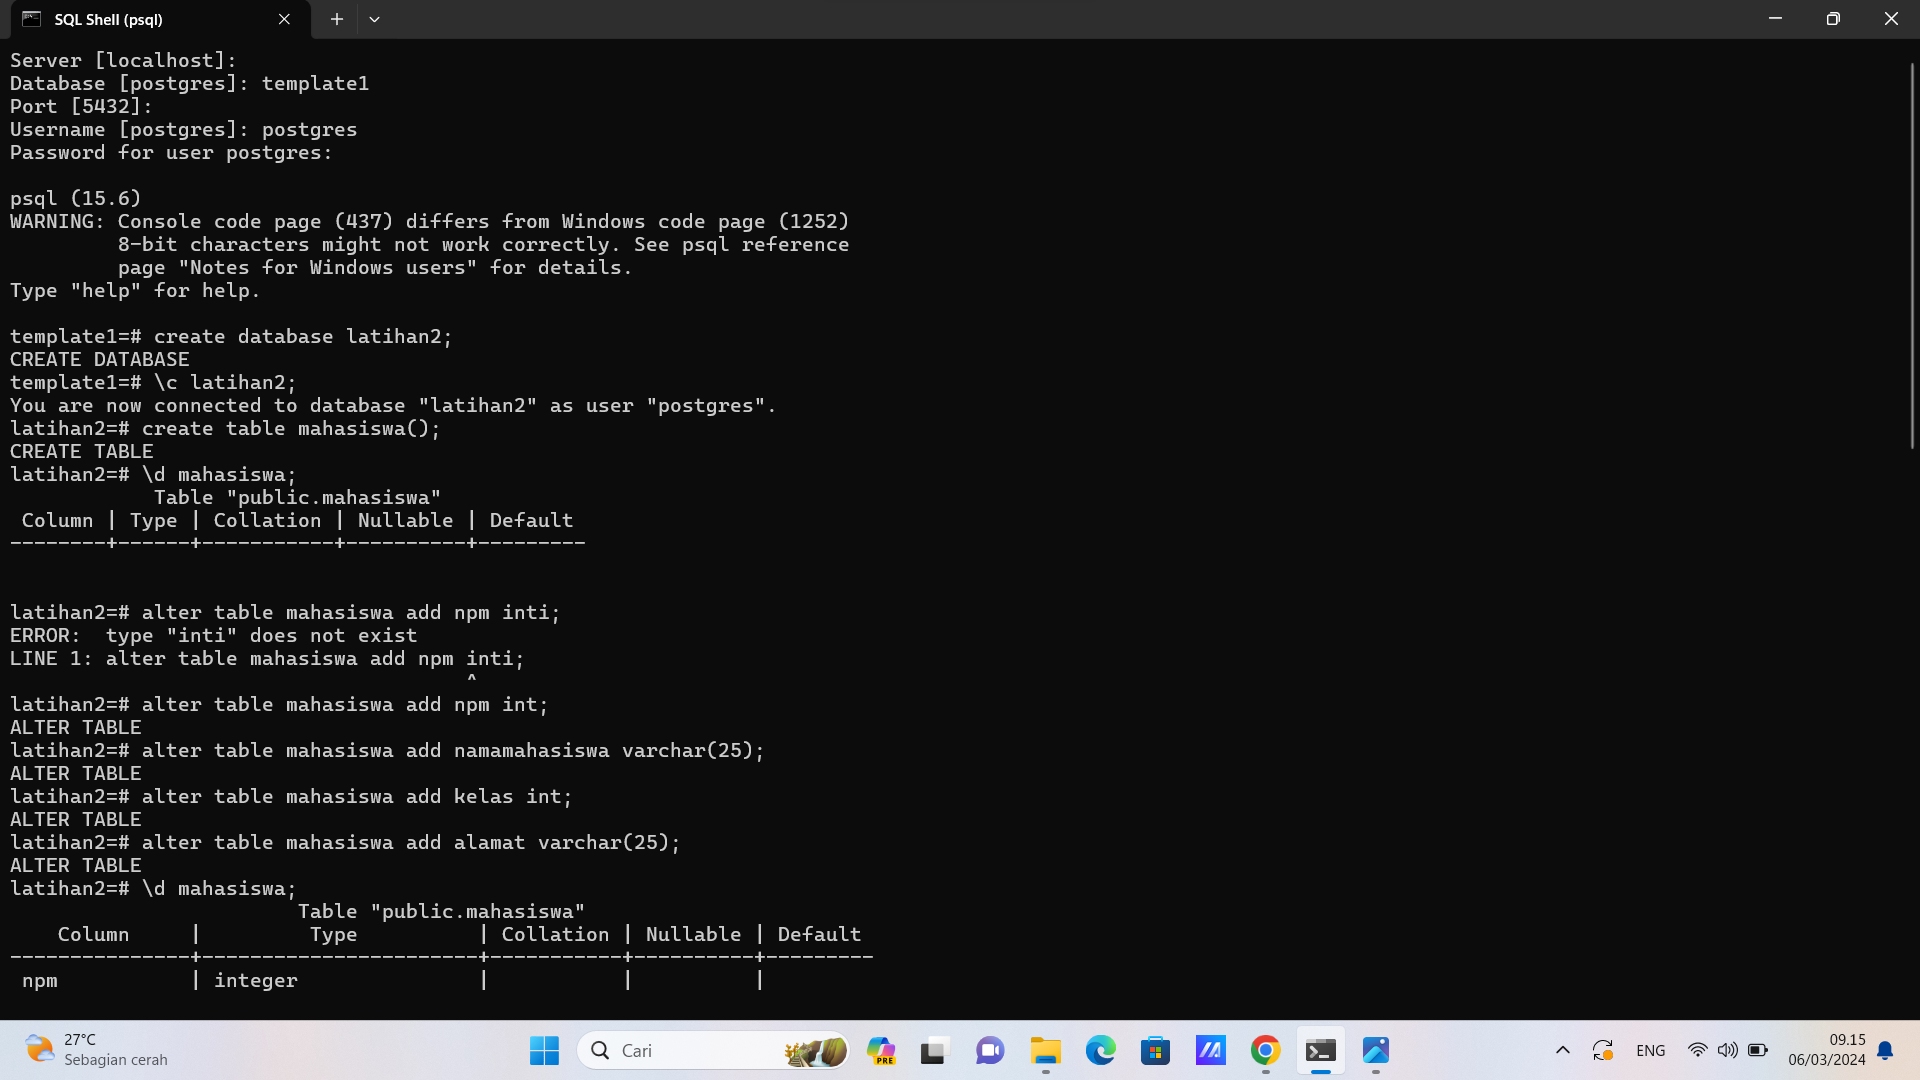 SQL Shell (psql)
Server [localhost]:
Database [postgres]: template1
Port [5432]:
Username [postgres]: postgres
Password for user postgres:
psql (15.6)
WARNING: Console code page (437) differs from Windows code page (1252)
         8-bit characters might not work correctly. See psql reference
         page "Notes for Windows users" for details.
Type "help" for help.
template1=# create database latihan2;
CREATE DATABASE
template1=# \c latihan2;
You are now connected to database "latihan2" as user "postgres".
latihan2=# create table mahasiswa();
CREATE TABLE
latihan2=# \d mahasiswa;
            Table "public.mahasiswa"
 Column | Type | Collation | Nullable | Default
--------+------+-----------+----------+---------
latihan2=# alter table mahasiswa add npm inti;
ERROR:  type "inti" does not exist
LINE 1: alter table mahasiswa add npm inti;
                                      ^
latihan2=# alter table mahasiswa add npm int;
ALTER TABLE
latihan2=# alter table mahasiswa add namamahasiswa varchar(25);
ALTER TABLE
latihan2=# alter table mahasiswa add kelas int;
ALTER TABLE
latihan2=# alter table mahasiswa add alamat varchar(25);
ALTER TABLE
latihan2=# \d mahasiswa;
                        Table "public.mahasiswa"
    Column     |         Type          | Collation | Nullable | Default
---------------+-----------------------+-----------+----------+---------
 npm           | integer               |           |          |
27°C
Sebagian cerah
Cari
PRE
ENG
09.15
06/03/2024